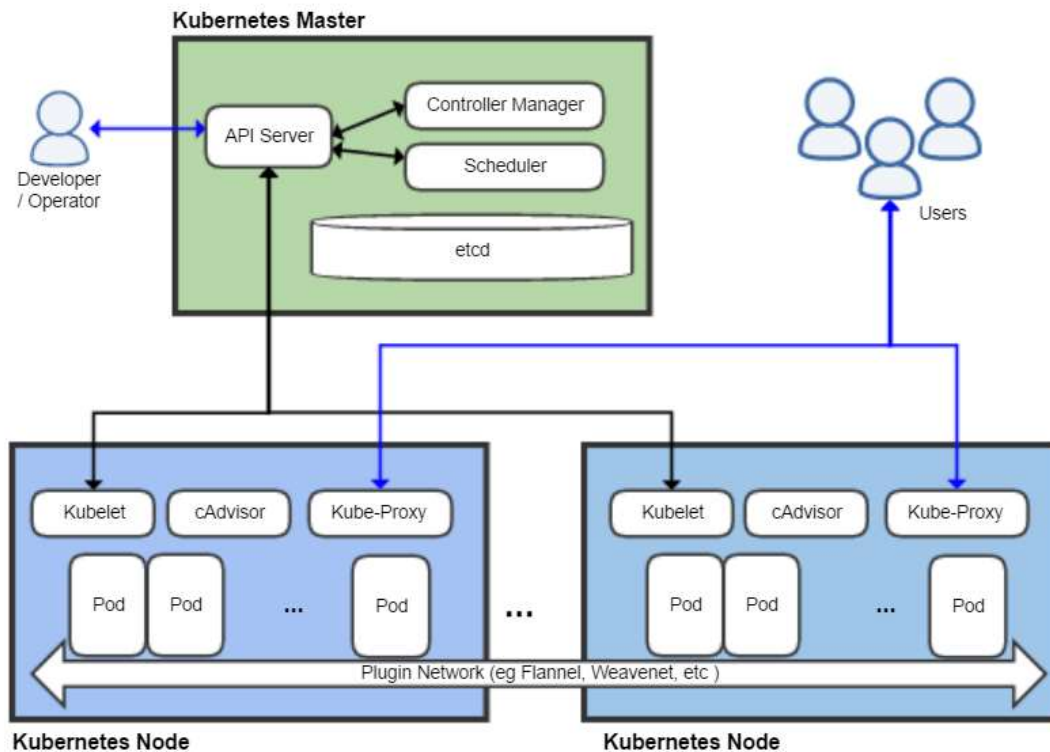 Kubernetes Master
API Server
Controller Manager
Scheduler
etcd
Developer
/ Operator
Users
Kubelet
cAdvisor
Kube-Proxy
Pod
Pod
...
Pod
...
Kubelet
cAdvisor
Kube-Proxy
Pod
Pod
...
Pod
Plugin Network (eg Flannel, Weavenet, etc )
Kubernetes Node
Kubernetes Node